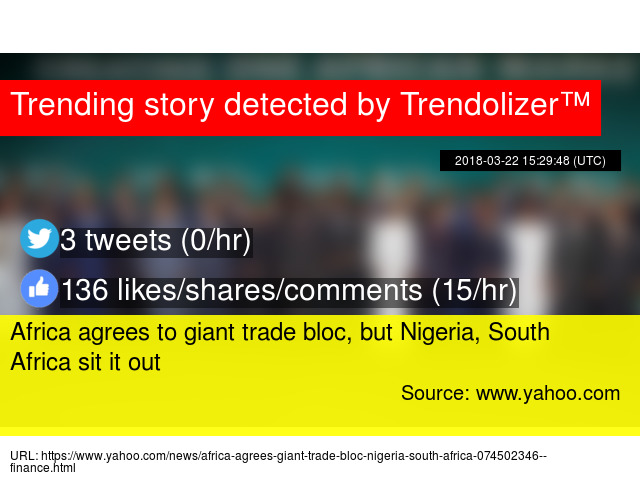 Trending story detected by Trendolizer™
2018-03-22 15:29:48 (UTC)
3 tweets (0/hr)
136 likes/shares/comments (15/hr)
Africa agrees to giant trade bloc, but Nigeria, South
Africa sit it out
Source: www.yahoo.com
URL: https://www.yahoo.com/news/africa-agrees-giant-trade-bloc-nigeria-south-africa-074502346--
finance.html